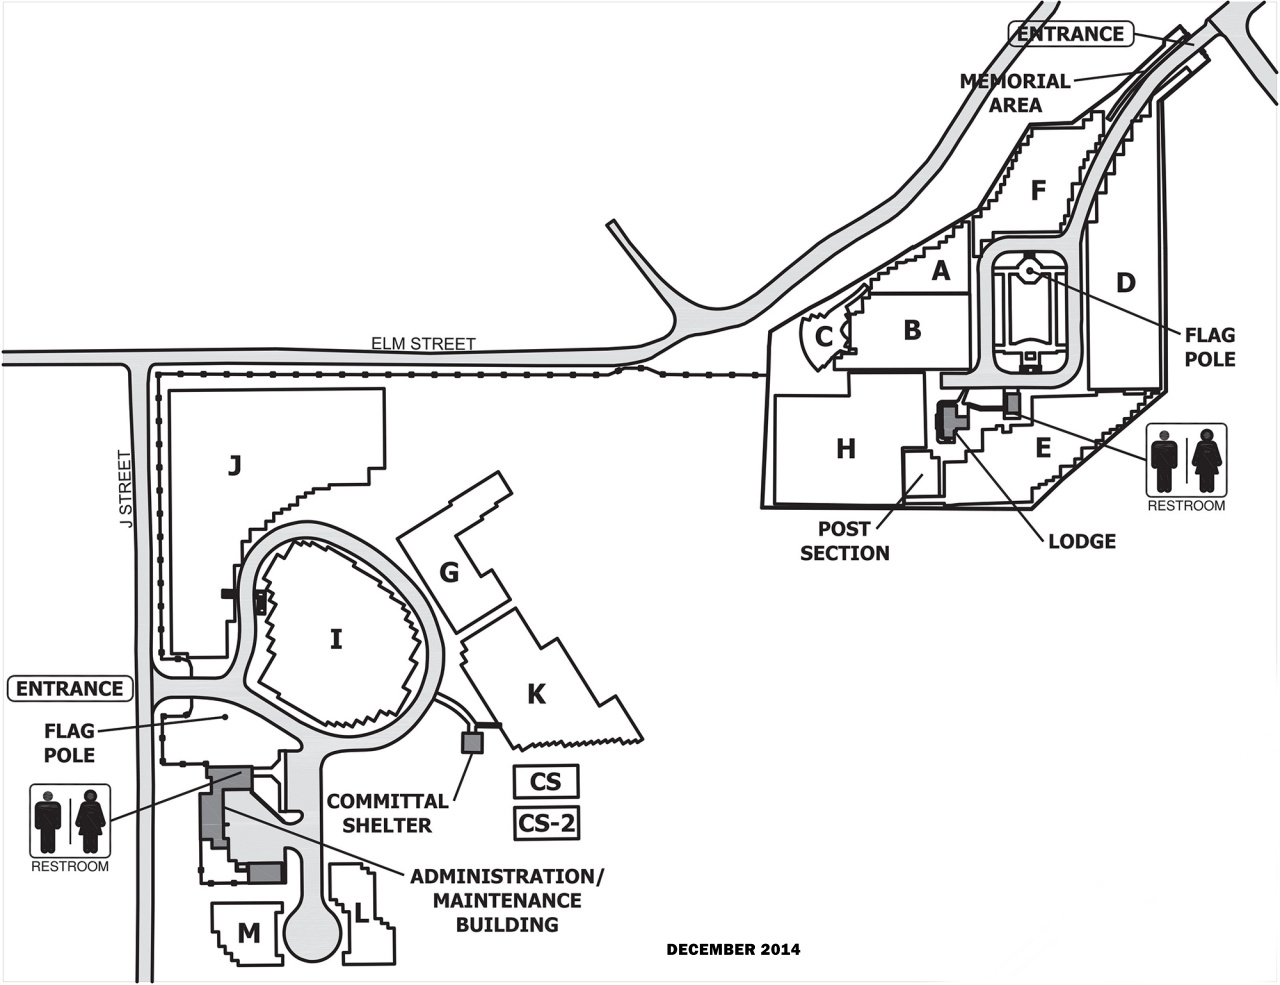 ENTRANCE
MEMORIAL
AREA
F
A
D
C
B
FLAG
POLE
ELM STREET
H
E
RESTROOM
POST
SECTION
LODGE
J
J STREET
G
I
K
ENTRANCE
FLAG
POLE
CS
CS-2
COMMITTAL
SHELTER
RESTROOM
ADMINISTRATION/
MAINTENANCE
BUILDING
L
M
DECEMBER 2014